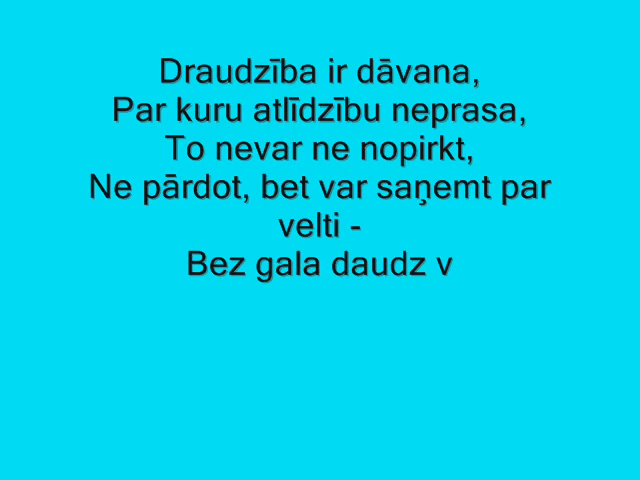 Draudzība ir dāvana,
Par kuru atlīdzību neprasa,
To nevar ne nopirkt,
Ne pārdot, bet var saņemt par
velti -
Bez gala daudz v